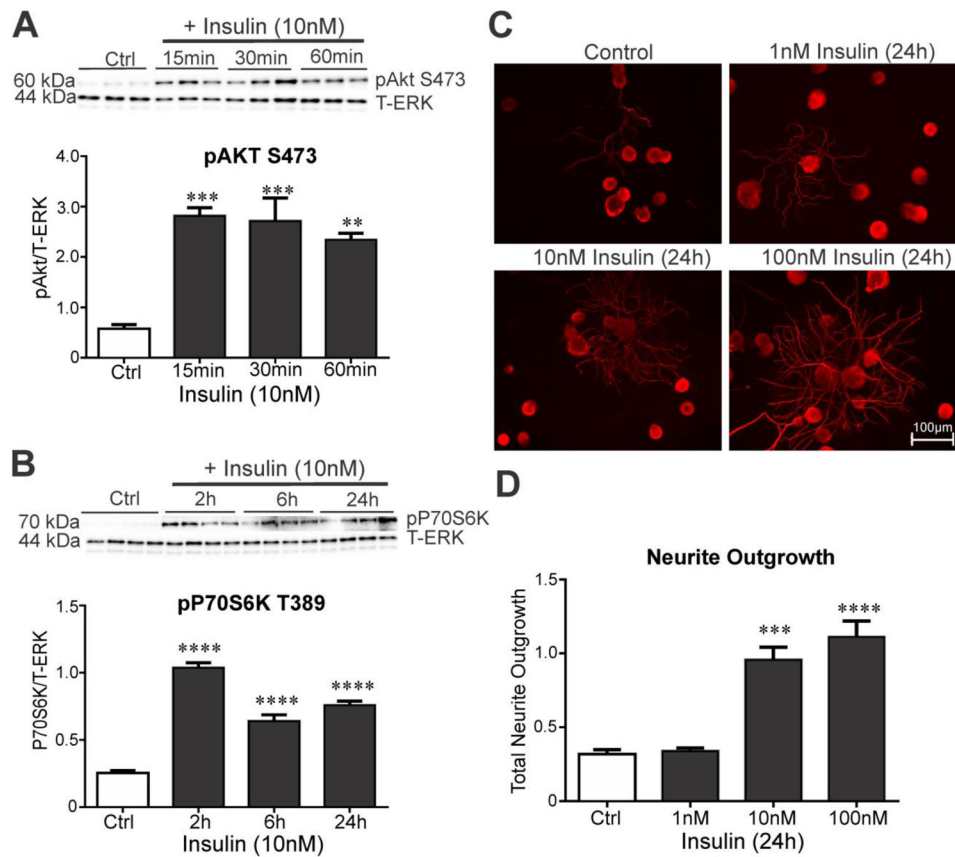 A
+ Insulin (10nM)
Ctrl 15min 30min 60min
60 kDa pAkt S473
44 kDa T-ERK
pAKT S473
pAkt/T-ERK
4.0
3.0
2.0
1.0
0
*** *** **
Ctrl 15min 30min 60min
Insulin (10nM)
B
+ Insulin (10nM)
Ctrl 2h 6h 24h
70 kDa pP70S6K
44 kDa T-ERK
pP70S6K T389
P70S6K/T-ERK
1.5
1.0
0.5
0
**** **** ****
Ctrl 2h 6h 24h
Insulin (10nM)
C
Control 1nM Insulin (24h)
10nM Insulin (24h) 100nM Insulin (24h)
100µm
D
Neurite Outgrowth
Total Neurite Outgrowth
1.5
1.0
0.5
0
*** ****
Ctrl 1nM 10nM 100nM
Insulin (24h)